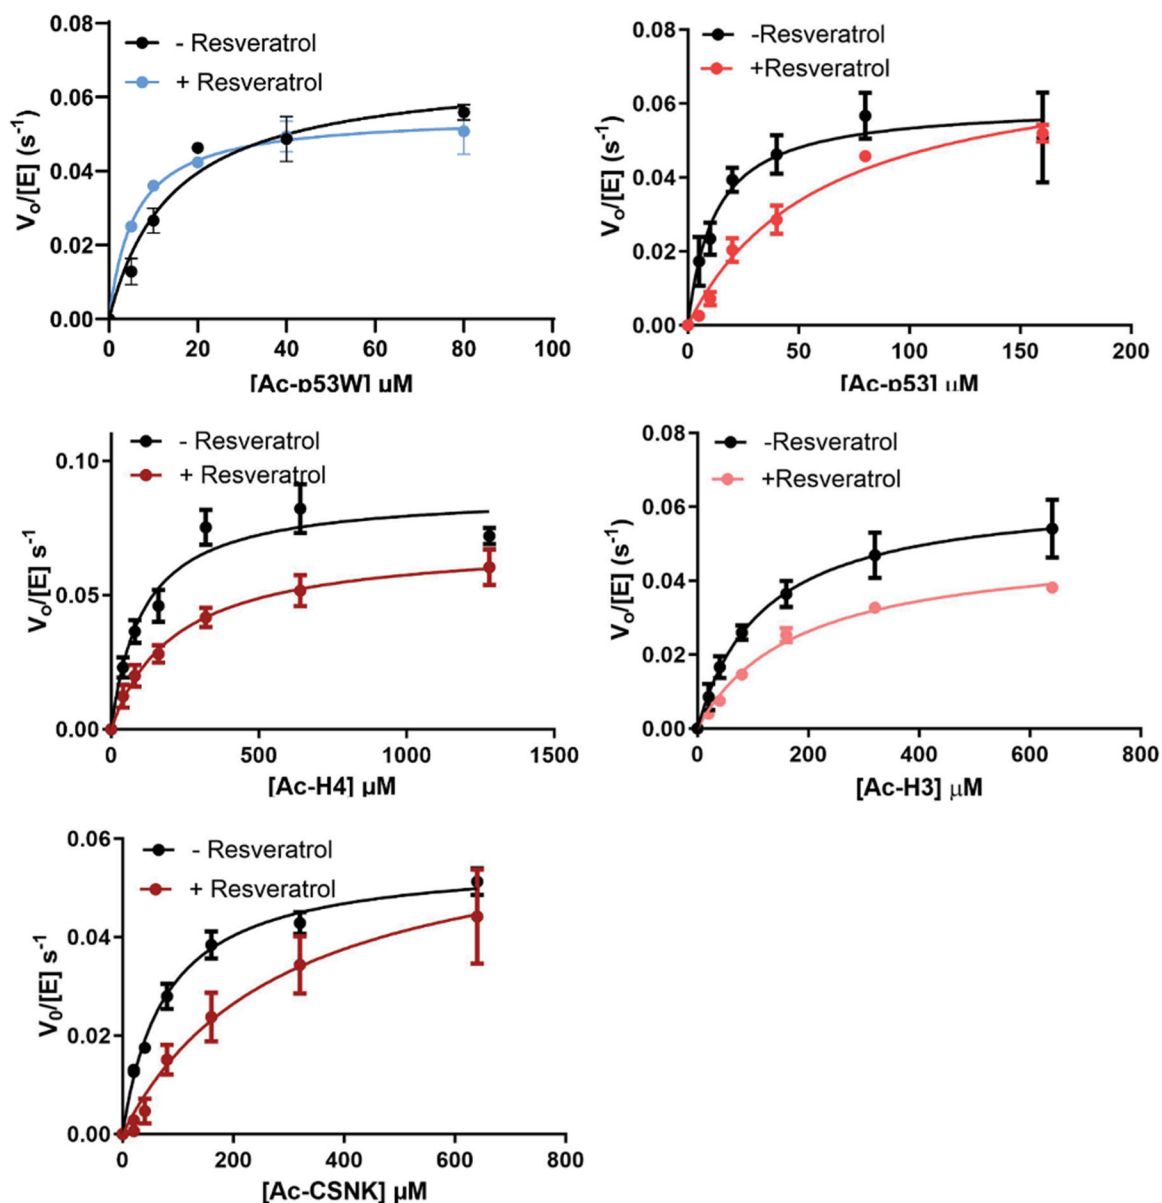 0.08
- Resveratrol
+ Resveratrol
0.06
0.04
0.02
0.00
Vo/[E] (s-1)
0 20 40 60 80 100
[Ac-p53W] µM
0.08
-Resveratrol
+Resveratrol
0.06
0.04
0.02
0.00
Vo/[E] (s-1)
0 50 100 150 200
[Ac-p53] µM
- Resveratrol
+ Resveratrol
0.10
0.05
0.00
Vo/[E] s-1
0 500 1000 1500
[Ac-H4] µM
0.08
-Resveratrol
+Resveratrol
0.06
0.04
0.02
0.00
Vo/[E] (s-1)
0 200 400 600 800
[Ac-H3] µM
0.06
- Resveratrol
+ Resveratrol
0.04
0.02
0.00
V0/[E] s-1
0 200 400 600 800
[Ac-CSNK] µM